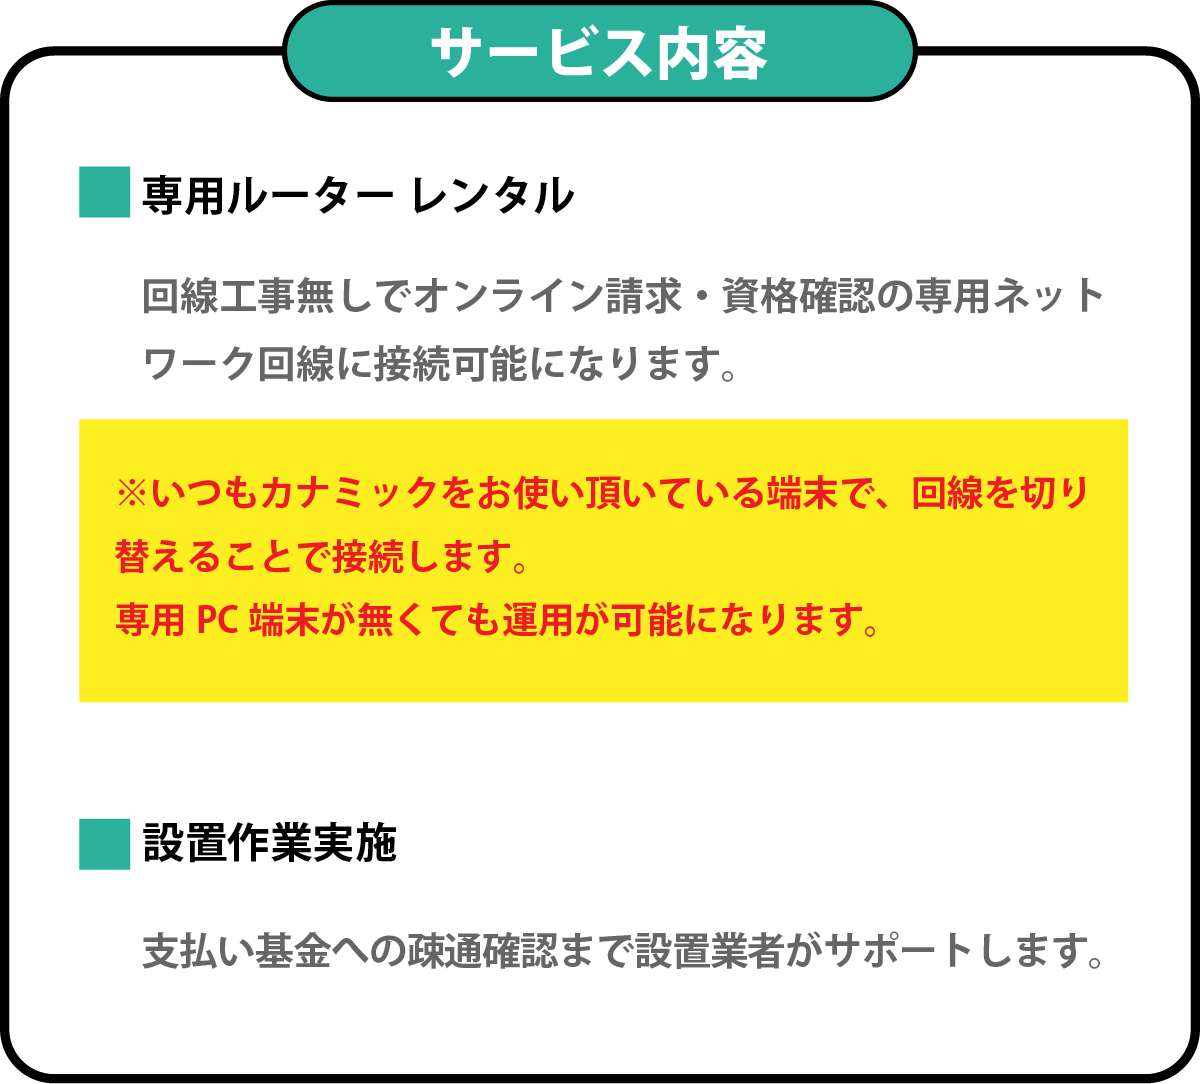 サービス内容
専用ルーター レンタル
回線工事無しでオンライン請求・資格確認の専用ネット
ワーク回線に接続可能になります。
※いつもカナミックをお使い頂いている端末で、回線を切り
替えることで接続します。
専用 PC 端末が無くても運用が可能になります。
設置作業実施
支払い基金への疎通確認まで設置業者がサポートします。